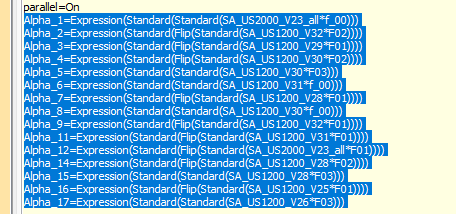 parallel=On
Alpha_1=Expression(Standard(Standard(SA_US2000_V23_all*f_00)))
Alpha_2=Expression(Standard(Flip(Standard(SA_US1200_V32*F02))))
Alpha_3=Expression(Standard(Flip(Standard(SA_US1200_V29*F01))))
Alpha_4=Expression(Standard(Flip(Standard(SA_US1200_V30*F02))))
Alpha_5=Expression(Standard(Standard(SA_US1200_V30*F03)))
Alpha_6=Expression(Standard(Standard(SA_US1200_V31*f_00)))
Alpha_7=Expression(Standard(Flip(Standard(SA_US1200_V28*F01))))
Alpha_8=Expression(Standard(Standard(SA_US1200_V30*f_00)))
Alpha_9=Expression(Standard(Flip(Standard(SA_US1200_V32*F01))))
Alpha_11=Expression(Standard(Flip(Standard(SA_US1200_V31*F01))))
Alpha_12=Expression(Standard(Flip(Standard(SA_US2000_V23_all*F01))))
Alpha_14=Expression(Standard(Flip(Standard(SA_US1200_V28*F02))))
Alpha_15=Expression(Standard(Standard(SA_US1200_V28*F03)))
Alpha_16=Expression(Standard(Flip(Standard(SA_US1200_V25*F01))))
Alpha_17=Expression(Standard(Standard(SA_US1200_V26*F03)))